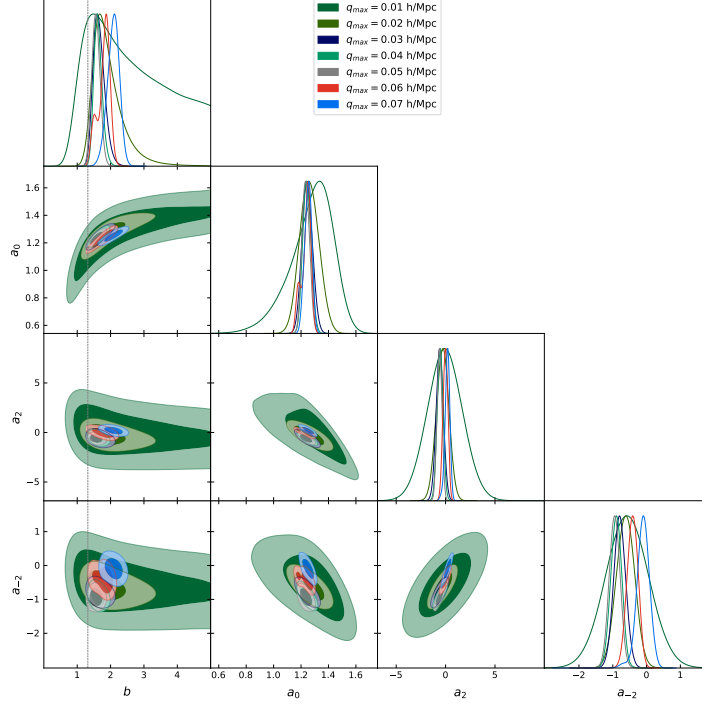 q_max = 0.01 h/Mpc
q_max = 0.02 h/Mpc
q_max = 0.03 h/Mpc
q_max = 0.04 h/Mpc
q_max = 0.05 h/Mpc
q_max = 0.06 h/Mpc
q_max = 0.07 h/Mpc
1.6
1.4
1.2
1.0
0.8
0.6
a_0
5
0
−5
a_2
1
0
−1
−2
a_−2
1 2 3 4
0.6 0.8 1.0 1.2 1.4 1.6
−5 0 5
−2 −1 0 1
b
a_0
a_2
a_−2